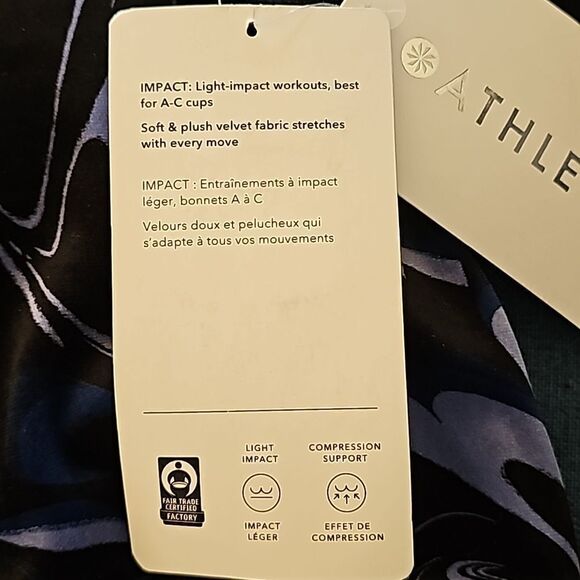 IMPACT: Light-impact workouts, best
for A-C cups
Soft & plush velvet fabric stretches
with every move
IMPACT : Entraînements à impact
léger, bonnets A à C
Velours doux et pelucheux qui
s'adapte à tous vos mouvements
FAIR TRADE
CERTIFIED
FACTORY
LIGHT
IMPACT
IMPACT
LÉGER
COMPRESSION
SUPPORT
EFFET DE
COMPRESSION
ATHLE